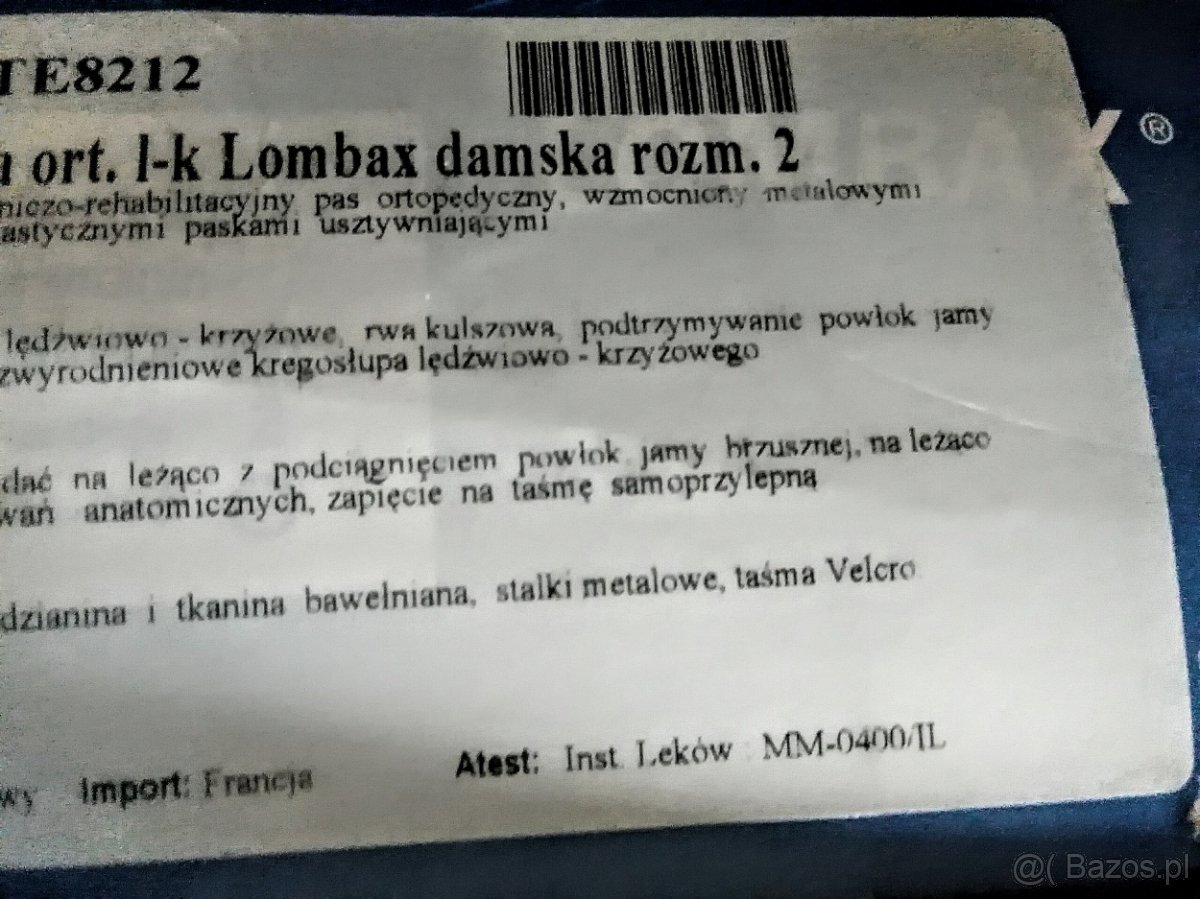 TE8212
ort. l-k Lombax damska rozm. 2
®
niczo-rehabilitacyjny pas ortopedyczny, wzmocniony metalowymi
astycznymi paskami usztywniającymi
lędźwiowo - krzyżowe, rwa kulszowa, podtrzymywanie powłok jamy
zwyrodnieniowe kregosłupa lędźwiowo - krzyżowego
dać na leżąco z podciągnięciem powłok jamy brzusznej, na leżąco
wań anatomicznych, zapięcie na taśmę samoprzylepną
dzianina i tkanina bawełniana, stalki metalowe, taśma Velcro
wy Import: Francja Atest: Inst. Leków MM-0400/IL
@( Bazos.pl